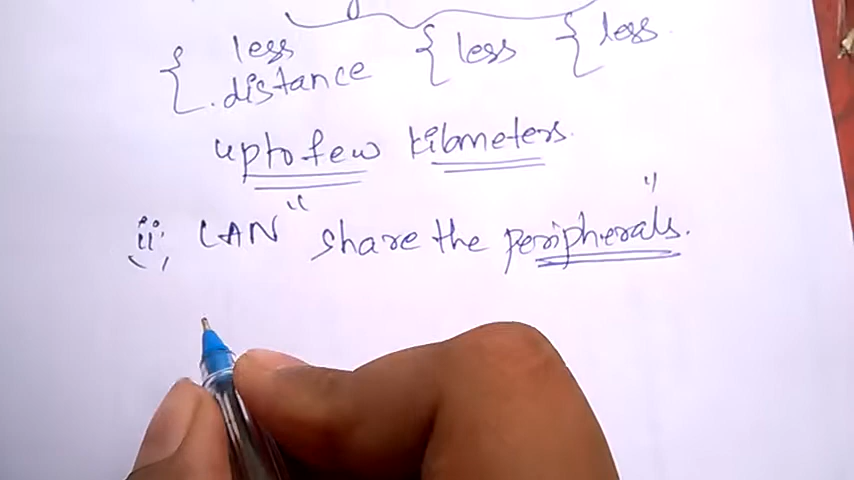 { less { less { less
distance
upto few kilometers.
ii, LAN "share the peripherals."